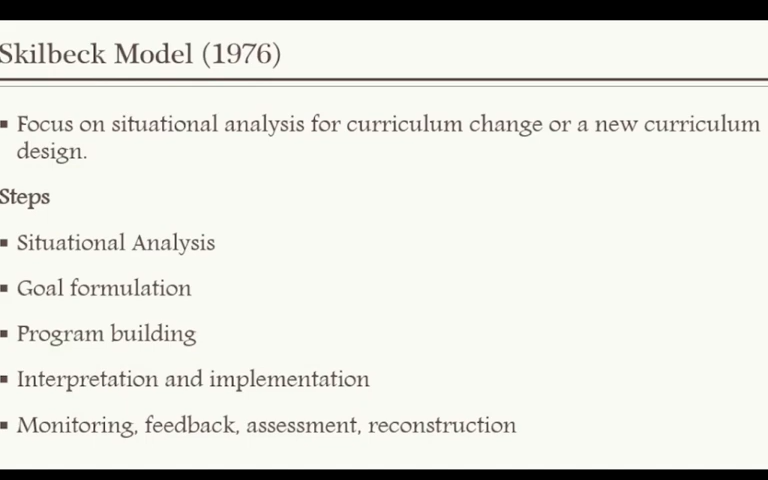 Skilbeck Model (1976)
▪ Focus on situational analysis for curriculum change or a new curriculum
design.
Steps
▪ Situational Analysis
▪ Goal formulation
▪ Program building
▪ Interpretation and implementation
▪ Monitoring, feedback, assessment, reconstruction